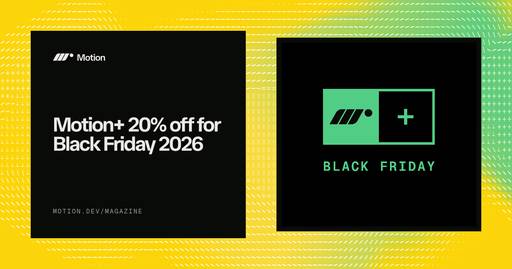 Motion
Motion+ 20% off for
Black Friday 2026
MOTION.DEV/MAGAZINE
+
BLACK FRIDAY